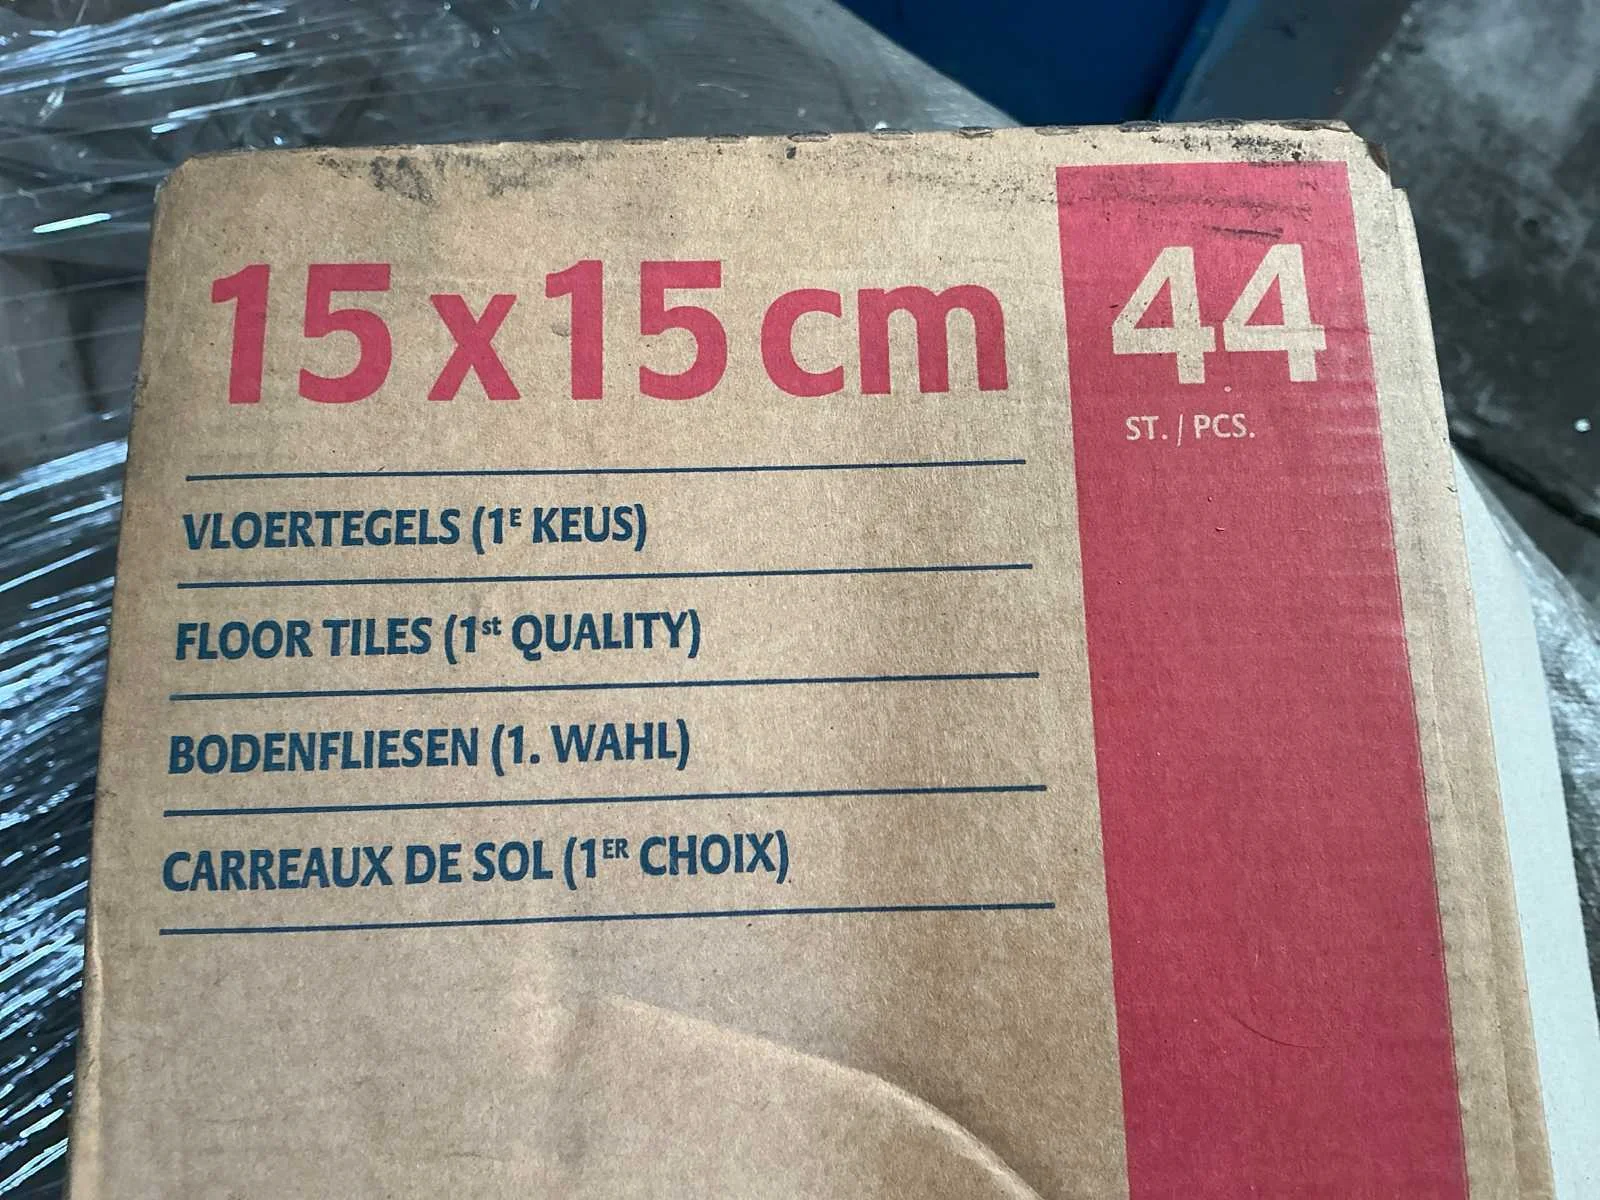 15 x 15 cm
44
ST. / PCS.
VLOERTEGELS (1E KEUS)
FLOOR TILES (1st QUALITY)
BODENFLIESEN (1. WAHL)
CARREAUX DE SOL (1ER CHOIX)